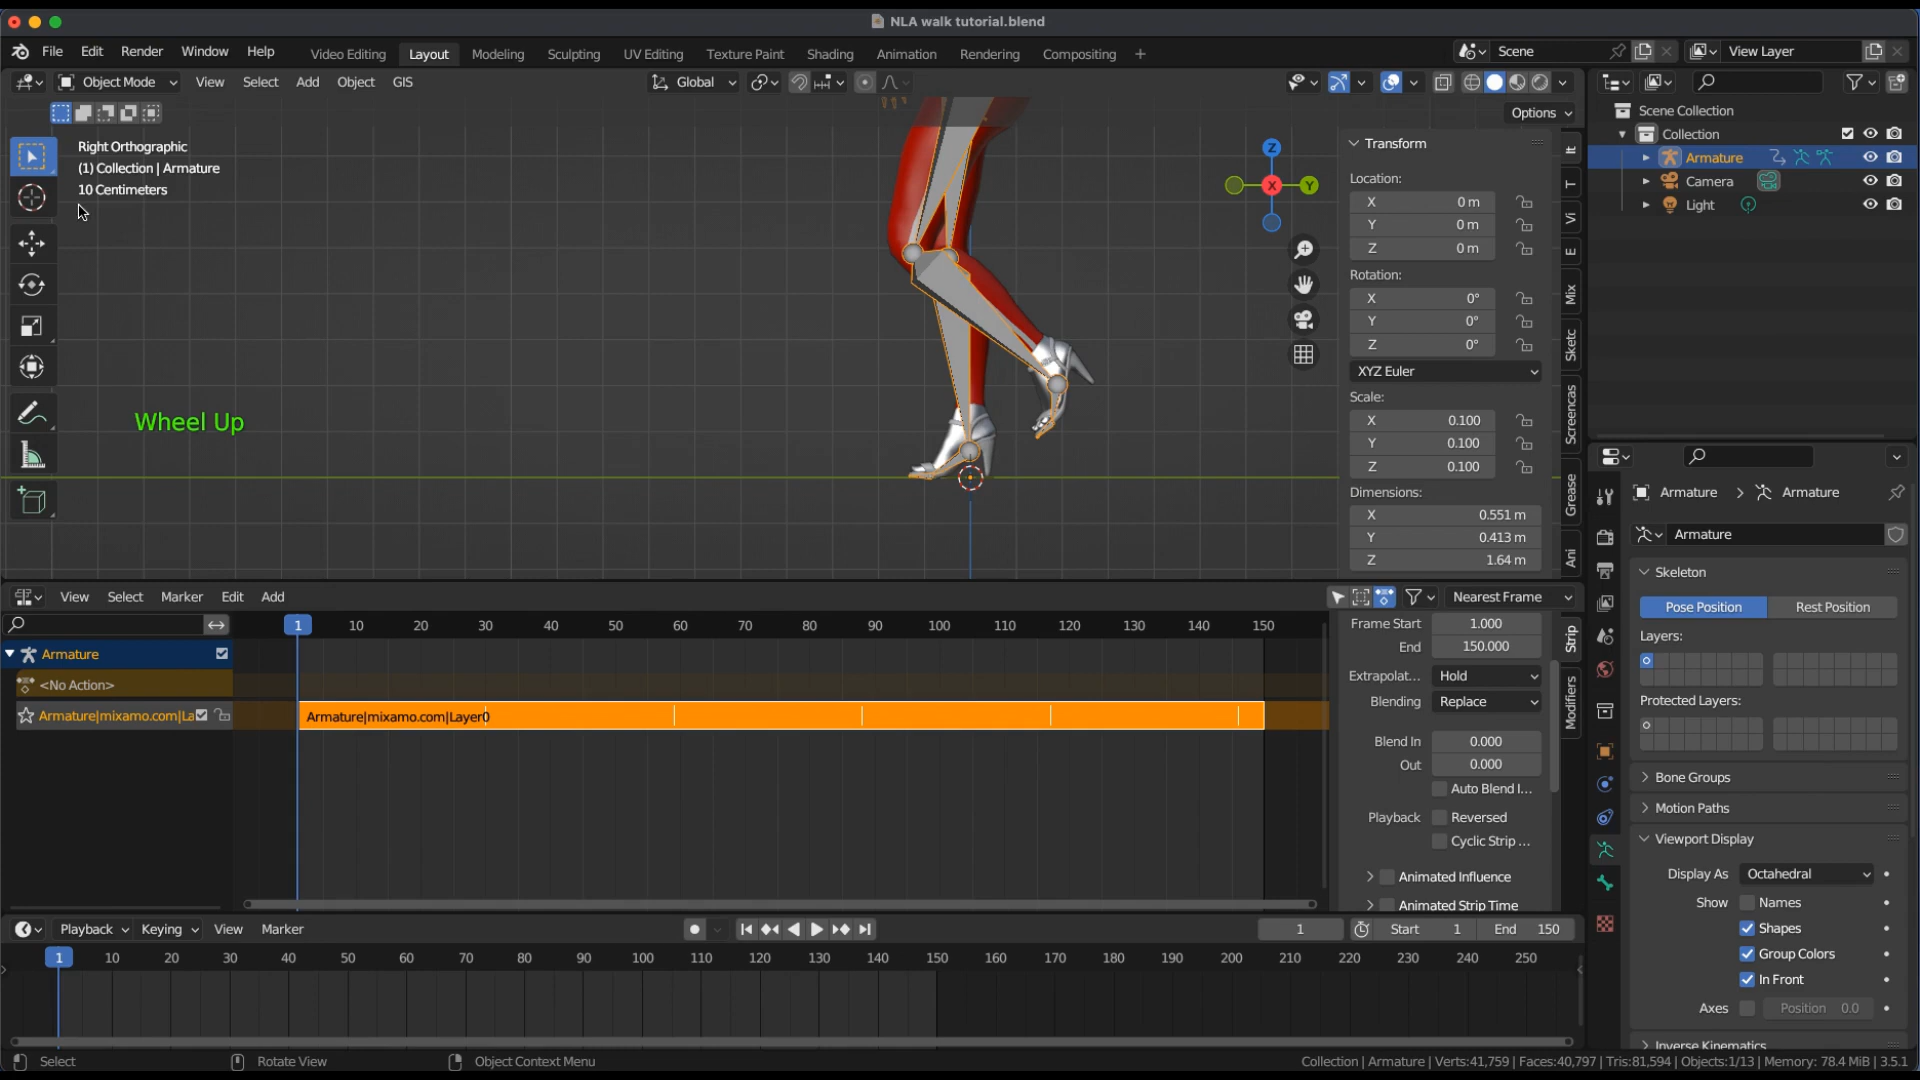 NLA walk tutorial.blend
File Edit Render Window Help Video Editing Layout Modeling Sculpting UV Editing Texture Paint Shading Animation Rendering Compositing + Scene View Layer
Object Mode View Select Add Object GIS Global
Options
Right Orthographic
(1) Collection | Armature
10 Centimeters
Wheel Up
Z
X
Y
Transform
Location:
X 0 m
Y 0 m
Z 0 m
Rotation:
X 0°
Y 0°
Z 0°
XYZ Euler
Scale:
X 0.100
Y 0.100
Z 0.100
Dimensions:
X 0.551 m
Y 0.413 m
Z 1.64 m
It
T
Vi
E
Mix
Sketc
Screencas
Grease
Ani
Scene Collection
Collection
Armature
Camera
Light
Armature > Armature
Armature
Skeleton
Pose Position Rest Position
Layers:
Protected Layers:
Bone Groups
Motion Paths
Viewport Display
Display As Octahedral
Show Names
Shapes
Group Colors
In Front
Axes Position 0.0
Inverse Kinematics
View Select Marker Edit Add Nearest Frame
1 10 20 30 40 50 60 70 80 90 100 110 120 130 140 150
Armature
<No Action>
Armature|mixamo.com|La
Armature|mixamo.com|Layer0
Frame Start 1.000
End 150.000
Extrapolat... Hold
Blending Replace
Blend In 0.000
Out 0.000
Auto Blend I...
Playback Reversed
Cyclic Strip ...
Animated Influence
Animated Strip Time
Strip
Modifiers
Playback Keying View Marker 1 Start 1 End 150
1 10 20 30 40 50 60 70 80 90 100 110 120 130 140 150 160 170 180 190 200 210 220 230 240 250
Select Rotate View Object Context Menu Collection | Armature | Verts:41,759 | Faces:40,797 | Tris:81,594 | Objects:1/13 | Memory: 78.4 MiB | 3.5.1